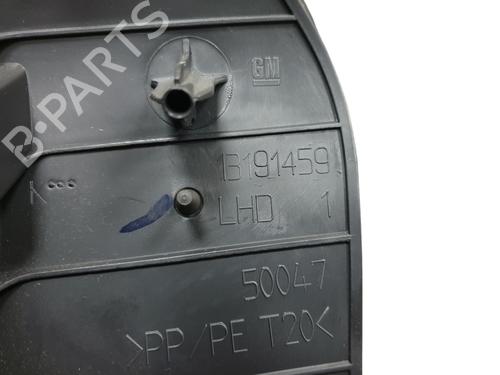 B-PARTS
GM
13191459
LHD 1
50047
>PP/PE T20<